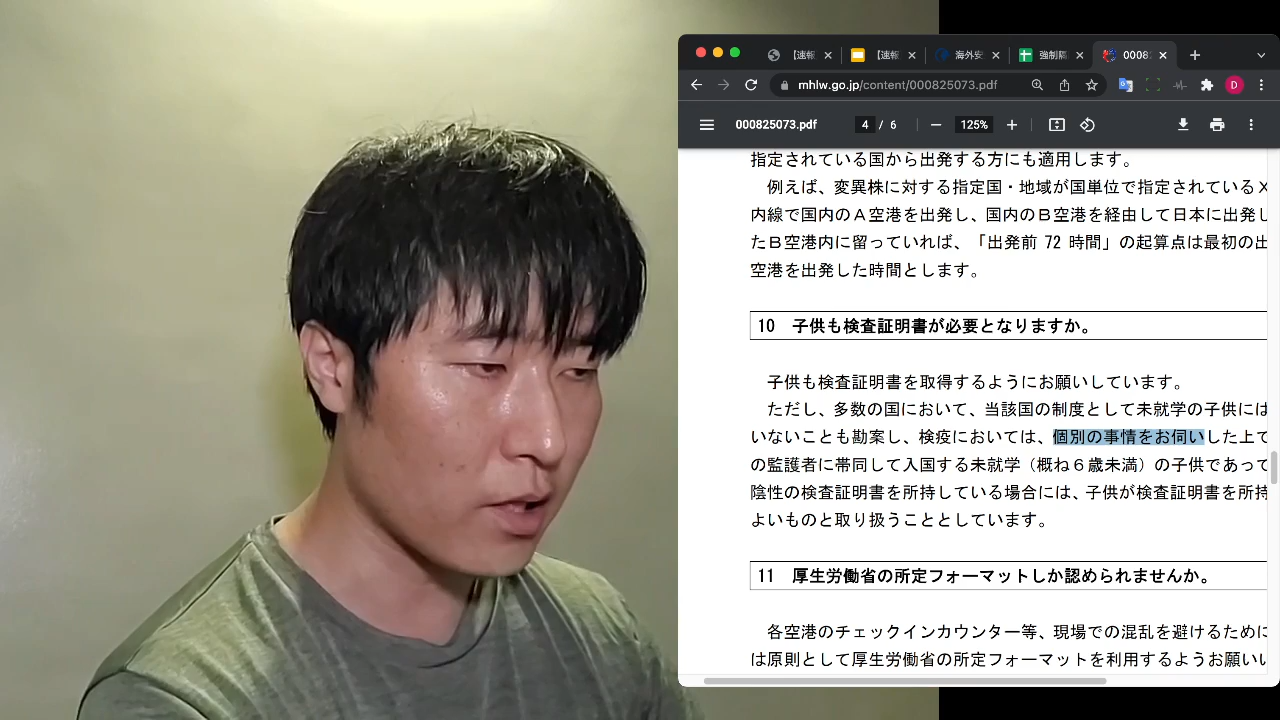 【速報
【速報
海外安
強制隔
0008
mhlw.go.jp/content/000825073.pdf
D
000825073.pdf
4 / 6
125%
指定されている国から出発する方にも適用します。
例えば、変異株に対する指定国・地域が国単位で指定されているX
内線で国内のA空港を出発し、国内のB空港を経由して日本に出発し
たB空港内に留っていれば、「出発前 72 時間」の起算点は最初の出
空港を出発した時間とします。
10 子供も検査証明書が必要となりますか。
子供も検査証明書を取得するようにお願いしています。
ただし、多数の国において、当該国の制度として未就学の子供には
いないことも勘案し、検疫においては、個別の事情をお伺いした上で
の監護者に帯同して入国する未就学（概ね６歳未満）の子供であって
陰性の検査証明書を所持している場合には、子供が検査証明書を所持
よいものと取り扱うこととしています。
11 厚生労働省の所定フォーマットしか認められませんか。
各空港のチェックインカウンター等、現場での混乱を避けるために
は原則として厚生労働省の所定フォーマットを利用するようお願いい